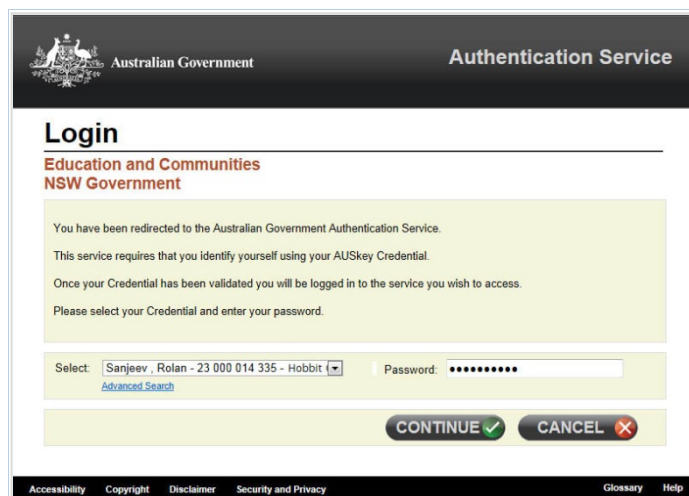 Australian Government
Authentication Service
Login
Education and Communities
NSW Government
You have been redirected to the Australian Government Authentication Service.
This service requires that you identify yourself using your AUSkey Credential.
Once your Credential has been validated you will be logged in to the service you wish to access.
Please select your Credential and enter your password.
Select: Sanjeev , Rolan - 23 000 014 335 - Hobbit Password: ••••••••••
Advanced Search
CONTINUE CANCEL
Accessibility Copyright Disclaimer Security and Privacy Glossary Help